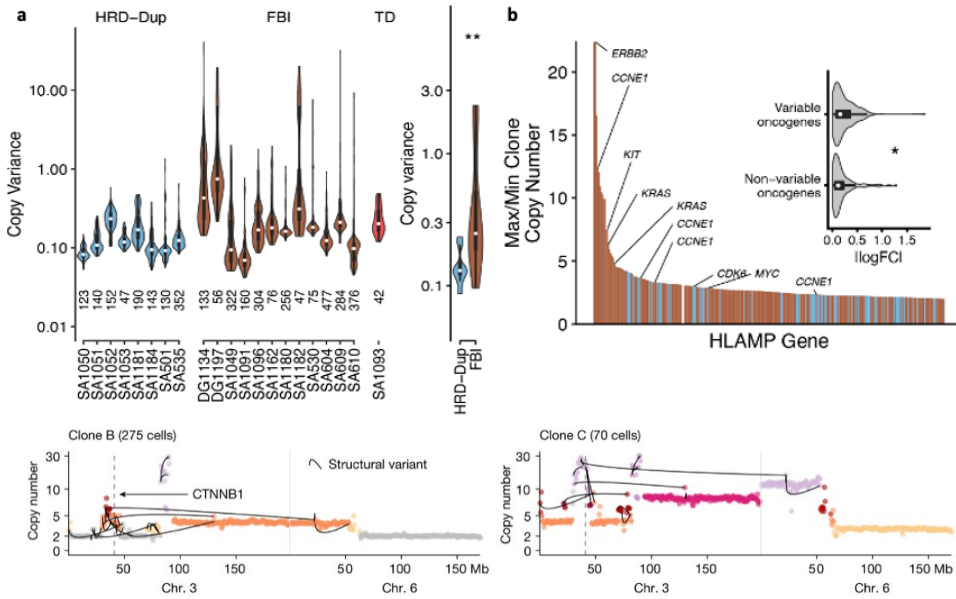 a
HRD-Dup
FBI
TD
Copy Variance
10.00
1.00
0.10
0.01
123
140
152
47
190
143
130
352
133
56
322
160
304
76
256
47
75
477
284
376
42
SA1050
SA1051
SA1052
SA1053
SA1181
SA1184
SA501
SA535
DG1134
DG1197
SA1049
SA1091
SA1096
SA1162
SA1180
SA1182
SA530
SA604
SA609
SA610
SA1093
**
Copy variance
3.0
1.0
0.3
0.1
HRD-Dup
FBI
b
Max/Min Clone
Copy Number
20
15
10
5
0
ERBB2
CCNE1
KIT
KRAS
KRAS
CCNE1
CCNE1
CDK6
MYC
CCNE1
HLAMP Gene
Variable
oncogenes
Non-variable
oncogenes
*
0.0 0.5 1.0 1.5
|logFC|
Clone B (275 cells)
Structural variant
CTNNB1
Copy number
30
10
5
2
0
50 100 150 50 150 Mb
Chr. 3 Chr. 6
Clone C (70 cells)
Copy number
30
10
5
2
0
50 100 150 50 150 Mb
Chr. 3 Chr. 6